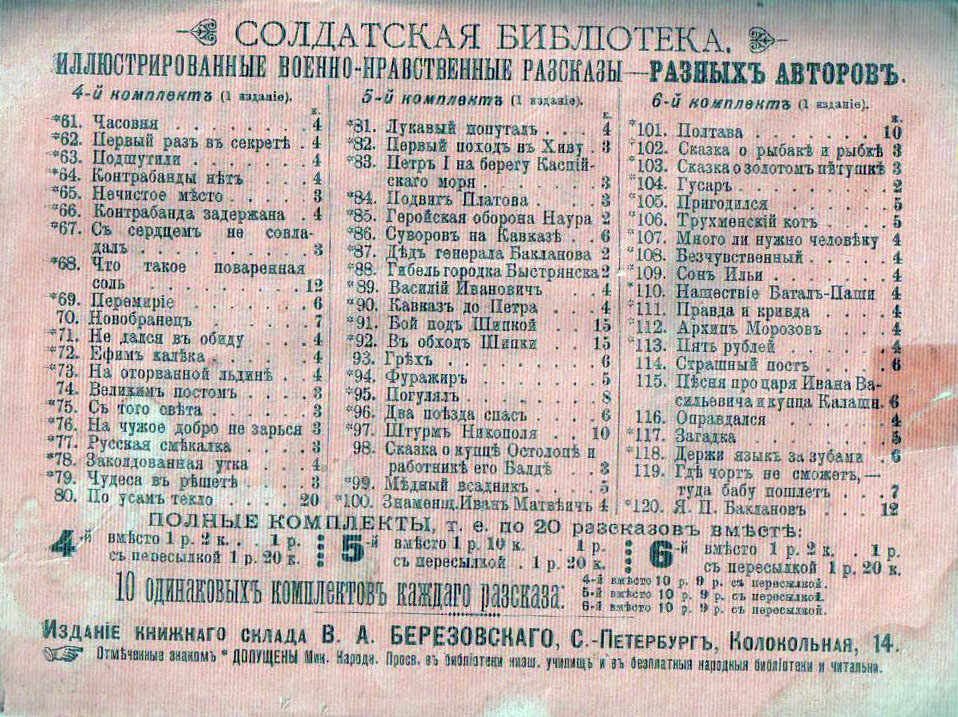 СОЛДАТСКАЯ БИБЛІОТЕКА.
ИЛЛЮСТРИРОВАННЫЕ ВОЕННО-НРАВСТВЕННЫЕ РАЗСКАЗЫ—РАЗНЫХЪ АВТОРОВЪ.
4-й комплектъ (1 изданіе).
к.
*61. Часовня . . . . . . . . 4
*62. Первый разъ въ секретѣ . 4
*63. Подшутили . . . . . . . 4
*64. Контрабанды нѣтъ . . . 4
*65. Нечистое мѣсто . . . . 3
*66. Контрабанда задержана . 4
*67. Съ сердцемъ не совла-
далъ . . . . . . . . . 3
*68. Что такое поваренная
соль . . . . . . . . . 12
*69. Перемиріе . . . . . . . 6
70. Новобранецъ . . . . . . 7
*71. Не дался въ обиду . . . 4
*72. Ефимъ калѣка . . . . . 4
*73. На оторванной льдинѣ . . 4
74. Великимъ постомъ . . . . 3
*75. Съ того свѣта . . . . . 3
*76. На чужое добро не зарься 3
*77. Русская смѣкалка . . . . 3
*78. Заколдованная утка . . . 4
*79. Чудеса въ рѣшетѣ . . . . 3
80. По усамъ текло . . . . 20
5-й комплектъ (1 изданіе).
к.
*81. Лукавый попуталъ . . . 4
*82. Первый походъ въ Хиву . 3
*83. Петръ I на берегу Каспій-
скаго моря . . . . . . . 3
*84. Подвигъ Платова . . . . 3
*85. Геройская оборона Наура 2
*86. Суворовъ на Кавказѣ . . 6
*87. Дѣдъ генерала Бакланова 2
*88. Гибель городка Быстрянска 2
*89. Василій Ивановичъ . . . 4
*90. Кавказъ до Петра . . . 4
*91. Бой подъ Шипкой . . . 15
*92. Въ обходъ Шипки . . . 15
93. Грѣхъ . . . . . . . . . 6
*94. Фуражиръ . . . . . . . 5
*95. Погулялъ . . . . . . . 8
*96. Два поѣзда спасъ . . . . 6
*97. Штурмъ Никополя . . . 10
98. Сказка о купцѣ Остолопѣ и
работникѣ его Балдѣ . . . 3
*99. Мѣдный всадникъ . . . . 5
*100. Знаменщ. Иванъ Матвѣичъ 4
6-й комплектъ (1 изданіе).
к.
*101. Полтава . . . . . . . . 10
*102. Сказка о рыбакѣ и рыбкѣ 3
*103. Сказка о золотомъ пѣтушкѣ 3
*104. Гусаръ . . . . . . . . 2
*105. Пригодился . . . . . . 5
*106. Трухменскій котъ . . . 5
*107. Много ли нужно человѣку 4
*108. Безчувственный . . . . 4
*109. Сонъ Ильи . . . . . . . 4
*110. Нашествіе Баталъ-Паши 4
*111. Правда и кривда . . . . 4
*112. Архипъ Морозовъ . . . . 4
*113. Пять рублей . . . . . . 4
114. Страшный постъ . . . . 6
115. Пѣсня про царя Ивана Ва-
сильевича и купца Калашн. 6
116. Оправдался . . . . . . 4
*117. Загадка . . . . . . . . 5
*118. Держи языкъ за зубами . 6
119. Гдѣ чортъ не сможетъ,—
туда бабу пошлетъ . . . 7
*120. Я. П. Баклановъ . . . . 12
ПОЛНЫЕ КОМПЛЕКТЫ, т. е. по 20 разсказовъ вмѣстѣ:
4-й вмѣсто 1 р. 2 к. . . 1 р.
съ пересылкой . 1 р. 20 к.
5-й вмѣсто 1 р. 10 к. . 1 р.
съ пересылкой . 1 р. 20 к.
6-й вмѣсто 1 р. 2 к. . 1 р.
съ пересылкой 1 р. 20 к.
10 одинаковыхъ комплектовъ каждаго разсказа:
4-й вмѣсто 10 р. 9 р. съ пересылкой.
5-й вмѣсто 10 р. 9 р. съ пересылкой.
6-й вмѣсто 10 р. 9 р. съ пересылкой.
Изданіе книжнаго склада В. А. БЕРЕЗОВСКАГО, С.-Петербургъ, Колокольная, 14.
Отмѣченные знакомъ * ДОПУЩЕНЫ Мин. Народн. Просв. въ библіотеки низш. училищъ и въ безплатныя народныя библіотеки и читальни.